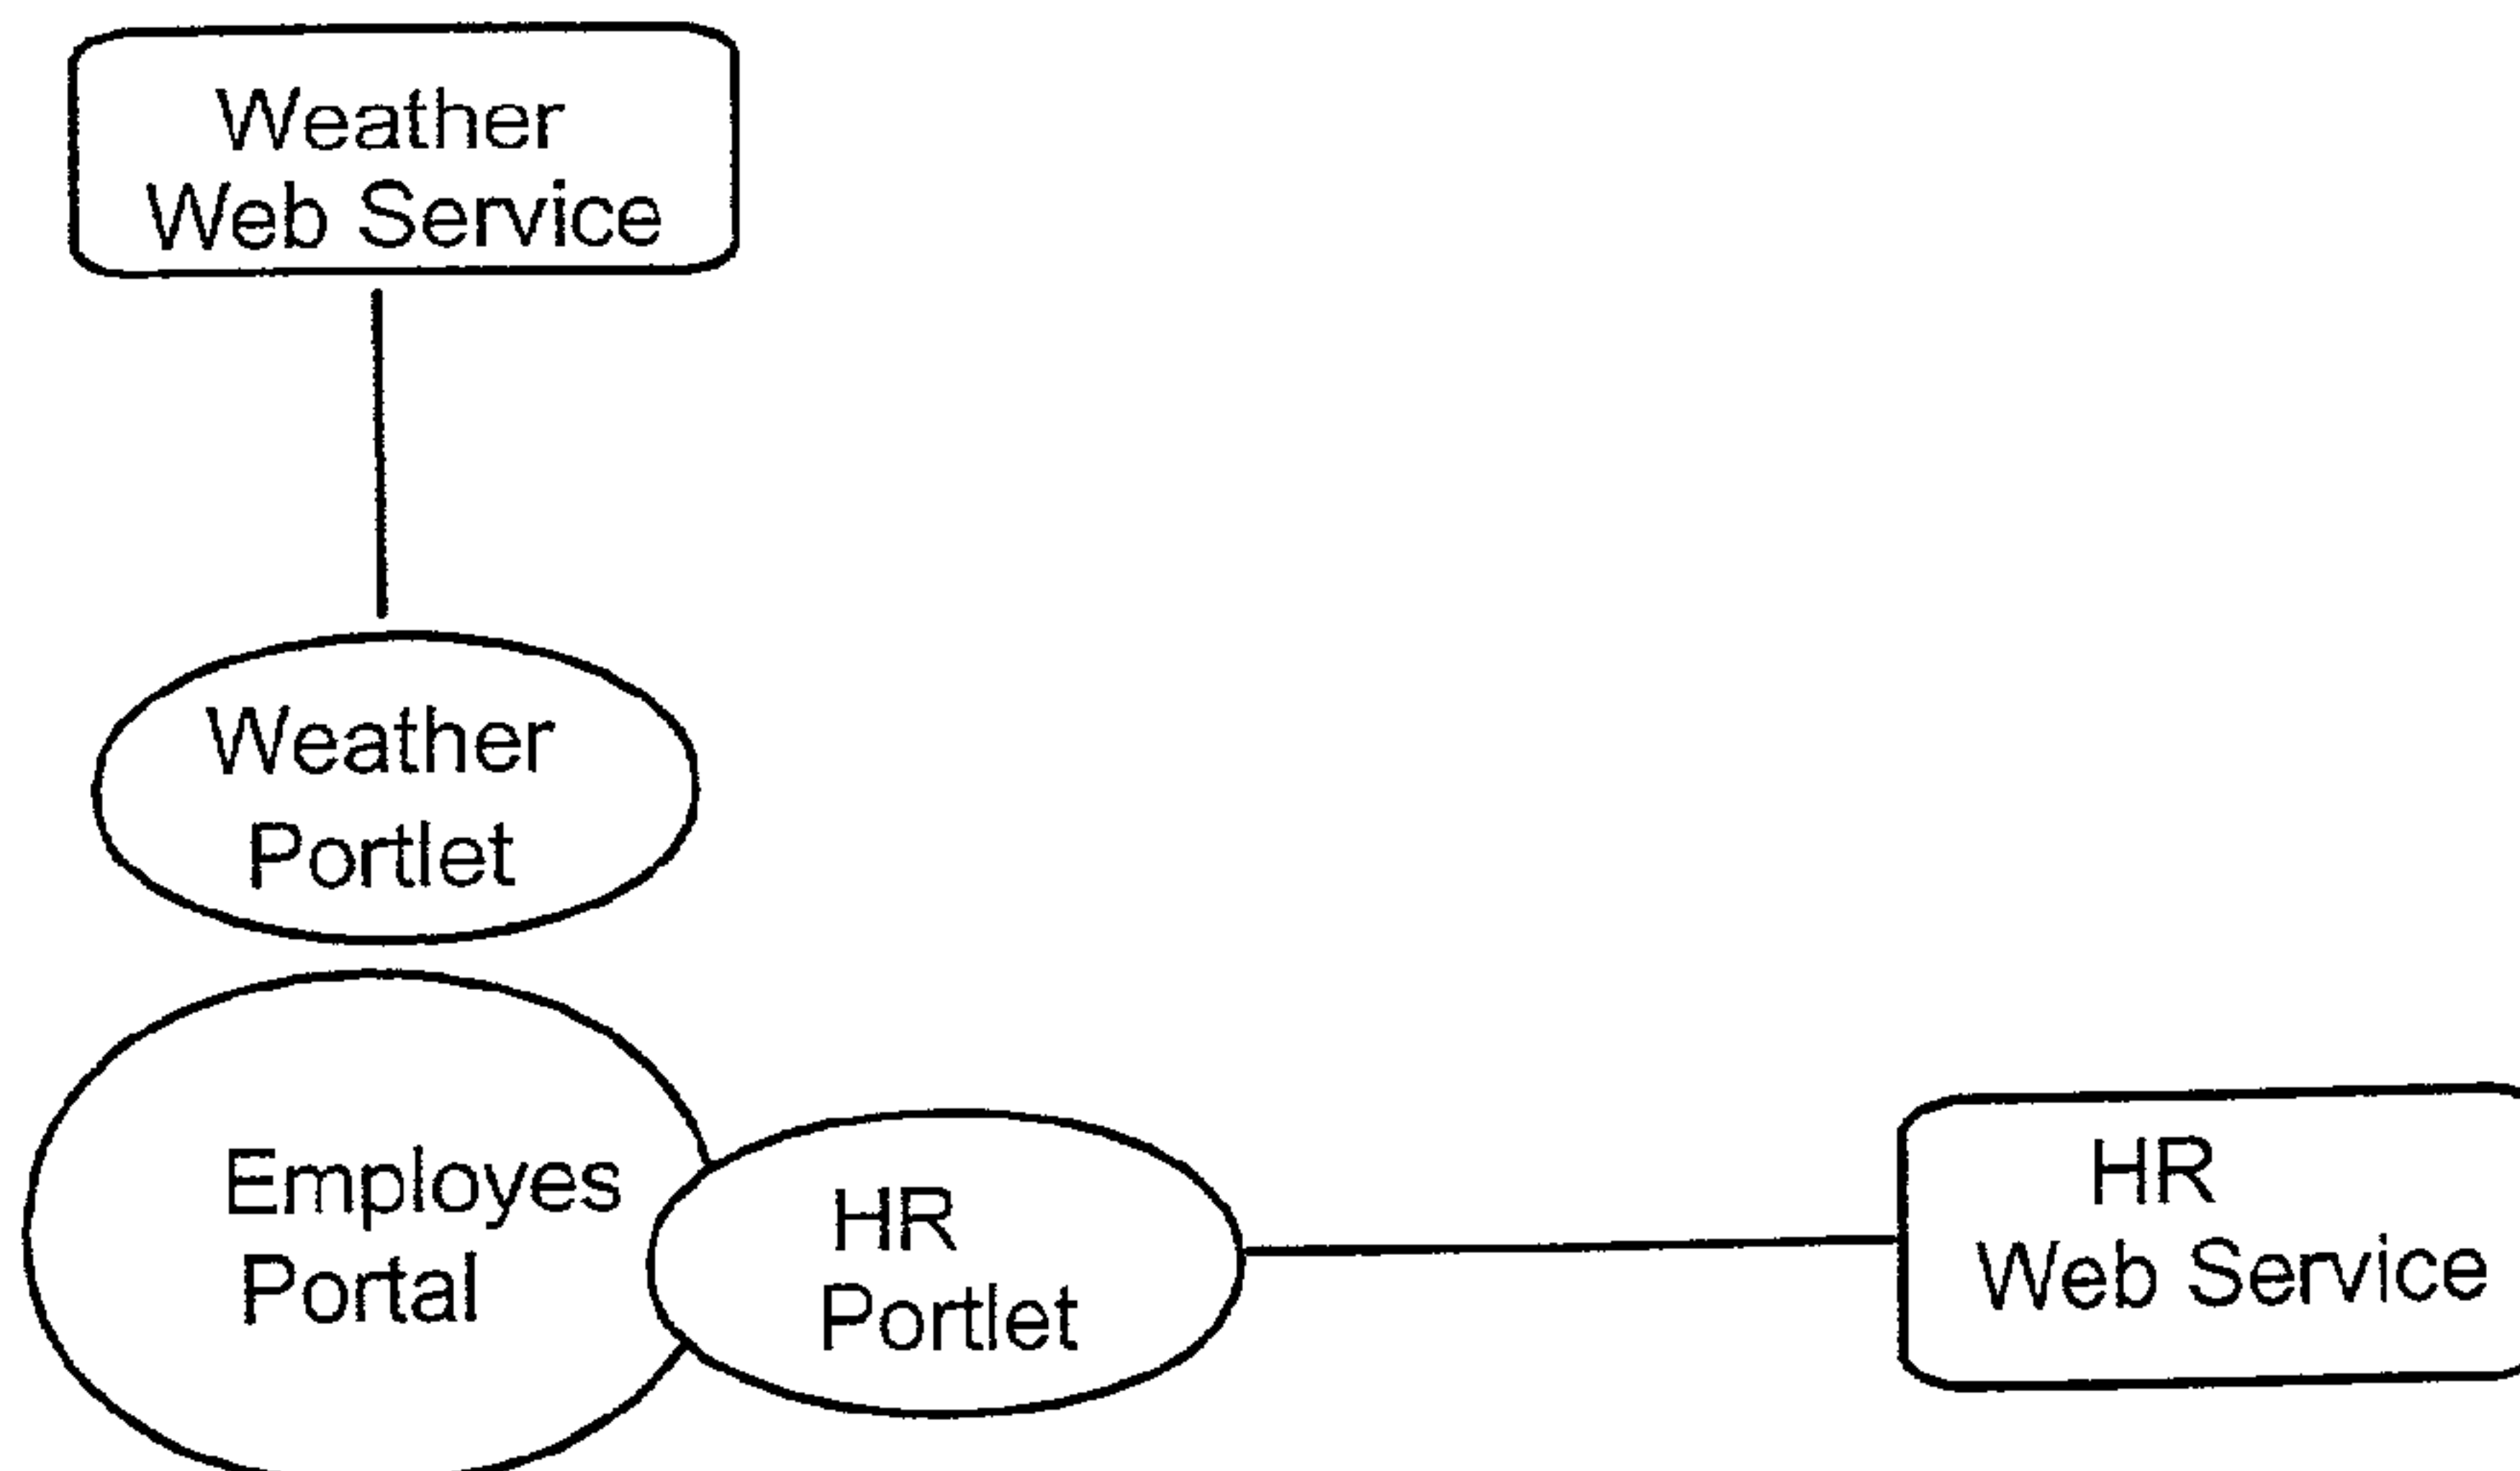 Weather
Web Service
Weather
Portlet
Employes
Portal
HR
Portlet
HR
Web Service